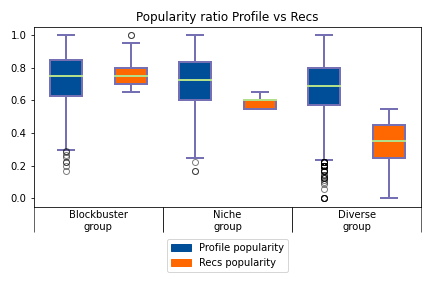 Popularity ratio Profile vs Recs
1.0
0.8
0.6
0.4
0.2
0.0
Blockbuster
group
Niche
group
Diverse
group
Profile popularity
Recs popularity